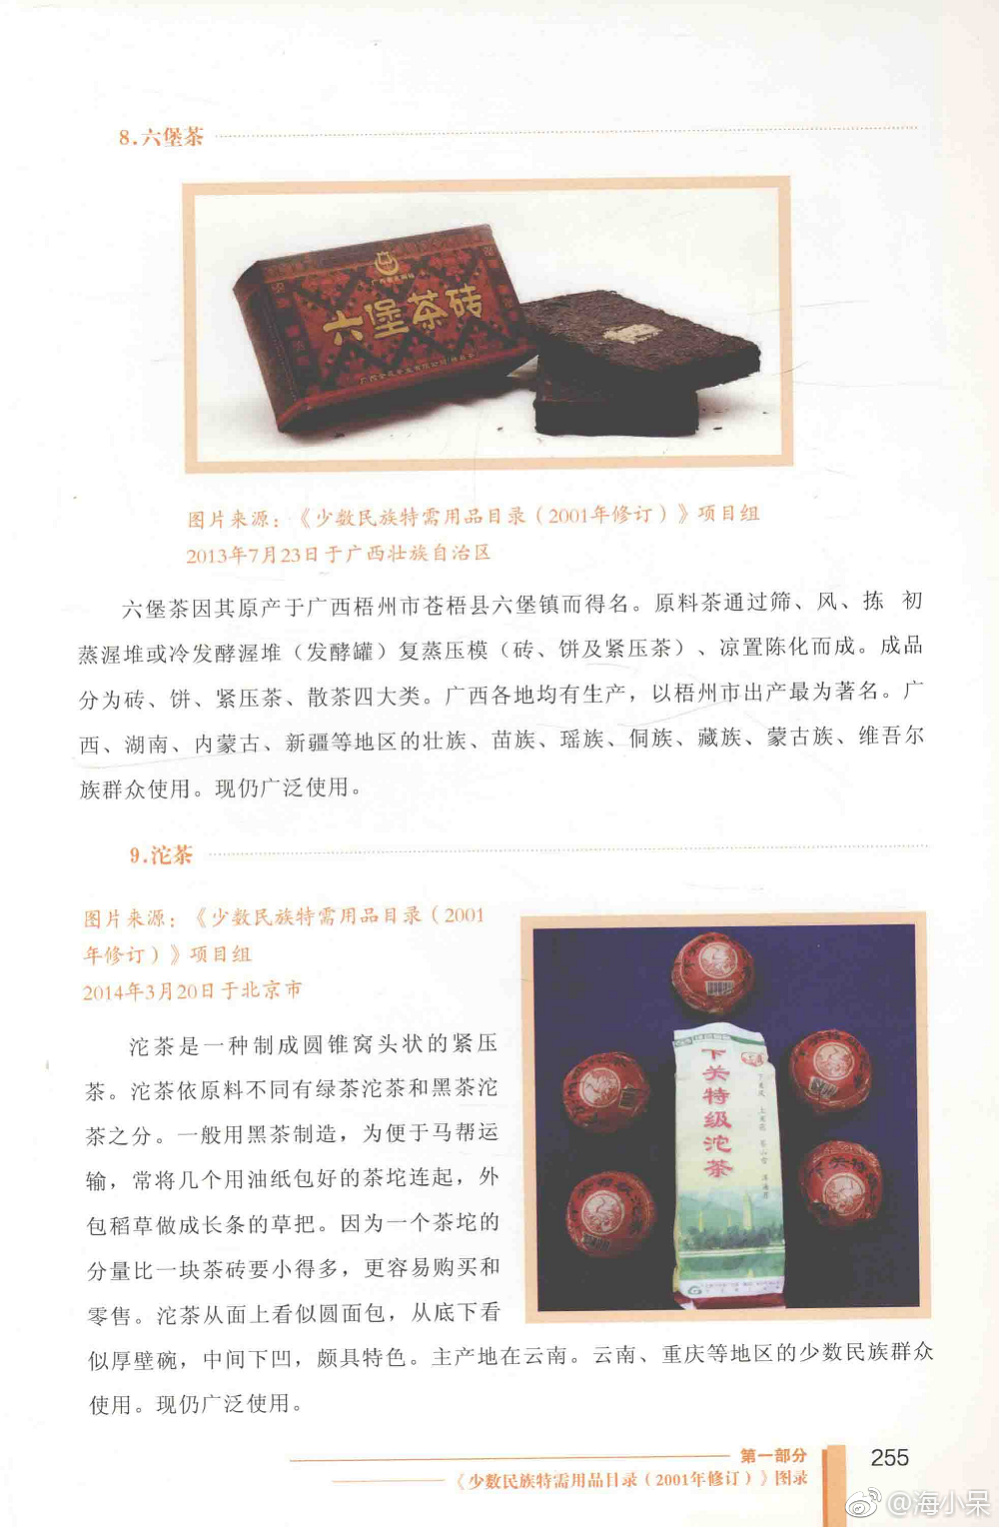 8.六堡茶
六堡茶砖
图片来源：《少数民族特需用品目录（2001年修订）》项目组
2013年7月23日于广西壮族自治区
六堡茶因其原产于广西梧州市苍梧县六堡镇而得名。原料茶通过筛、风、拣 初
蒸渥堆或冷发酵渥堆（发酵罐）复蒸压模（砖、饼及紧压茶）、凉置陈化而成。成品
分为砖、饼、紧压茶、散茶四大类。广西各地均有生产，以梧州市出产最为著名。广
西、湖南、内蒙古、新疆等地区的壮族、苗族、瑶族、侗族、藏族、蒙古族、维吾尔
族群众使用。现仍广泛使用。
9.沱茶
图片来源：《少数民族特需用品目录（2001
年修订）》项目组
2014年3月20日于北京市
沱茶是一种制成圆锥窝头状的紧压
茶。沱茶依原料不同有绿茶沱茶和黑茶沱
茶之分。一般用黑茶制造，为便于马帮运
输，常将几个用油纸包好的茶坨连起，外
包稻草做成长条的草把。因为一个茶坨的
分量比一块茶砖要小得多，更容易购买和
零售。沱茶从面上看似圆面包，从底下看
似厚壁碗，中间下凹，颇具特色。主产地在云南。云南、重庆等地区的少数民族群众
使用。现仍广泛使用。
下关特级沱茶
下关风 上关花 苍山雪 洱海月
第一部分
《少数民族特需用品目录（2001年修订）》图录
255
@海小呆